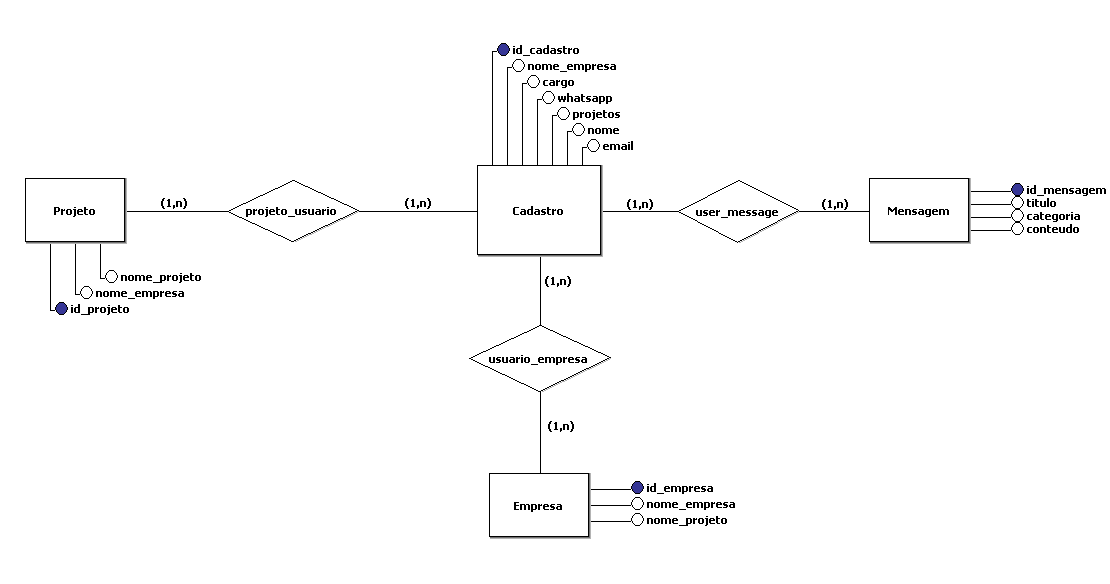 id_cadastro
nome_empresa
cargo
whatsapp
projetos
nome
email
Projeto
(1,n)
projeto_usuario
(1,n)
Cadastro
(1,n)
user_message
(1,n)
Mensagem
id_mensagem
titulo
categoria
conteudo
nome_projeto
nome_empresa
id_projeto
(1,n)
usuario_empresa
(1,n)
Empresa
id_empresa
nome_empresa
nome_projeto